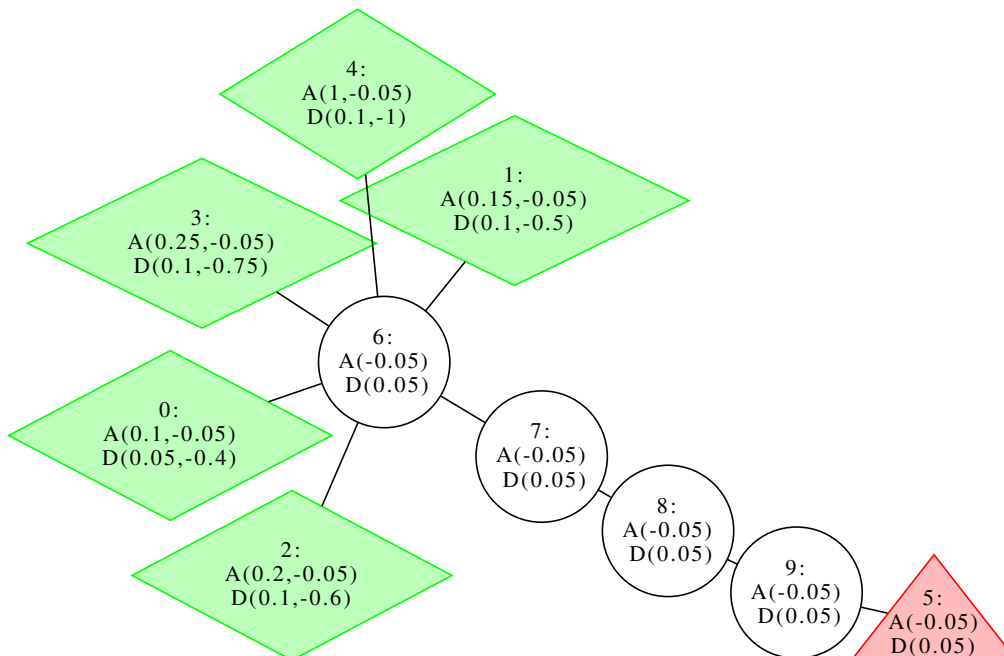 4:
A(1,-0.05)
D(0.1,-1)
1:
A(0.15,-0.05)
D(0.1,-0.5)
3:
A(0.25,-0.05)
D(0.1,-0.75)
6:
A(-0.05)
D(0.05)
0:
A(0.1,-0.05)
D(0.05,-0.4)
7:
A(-0.05)
D(0.05)
8:
A(-0.05)
D(0.05)
2:
A(0.2,-0.05)
D(0.1,-0.6)
9:
A(-0.05)
D(0.05)
5:
A(-0.05)
D(0.05)